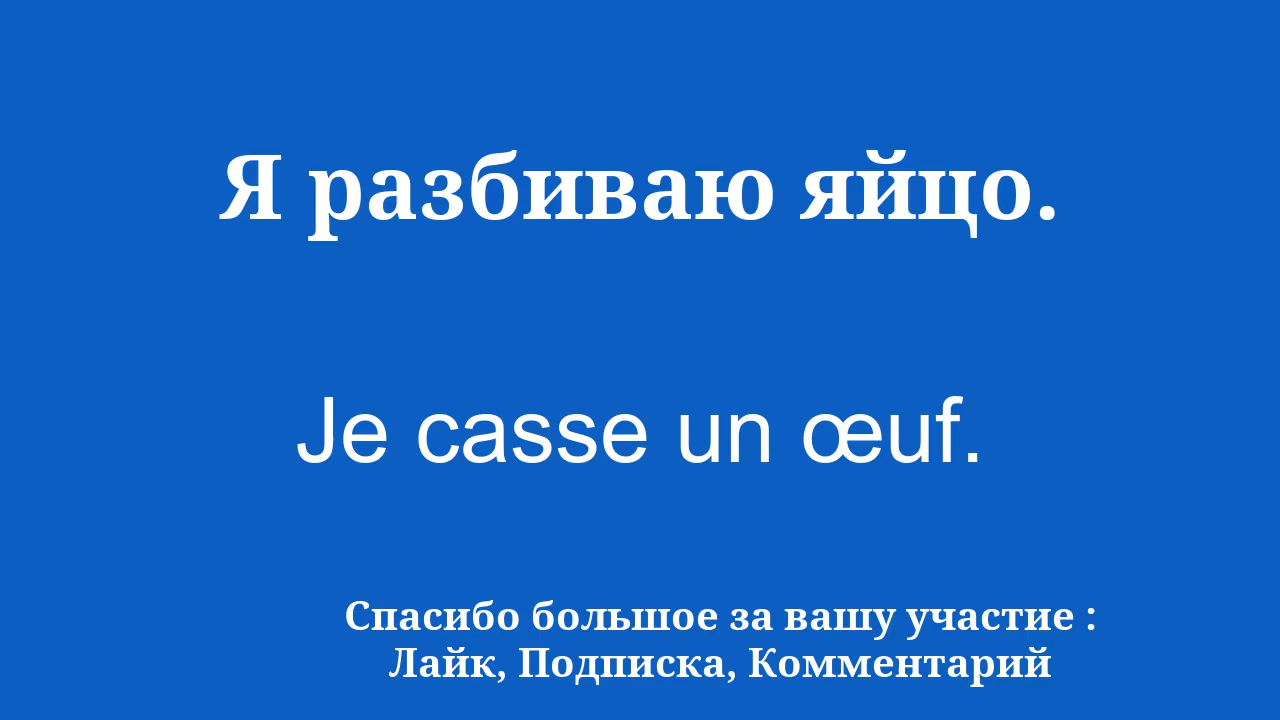 Я разбиваю яйцо.
Je casse un œuf.
Спасибо большое за вашу участие :
Лайк, Подписка, Комментарий